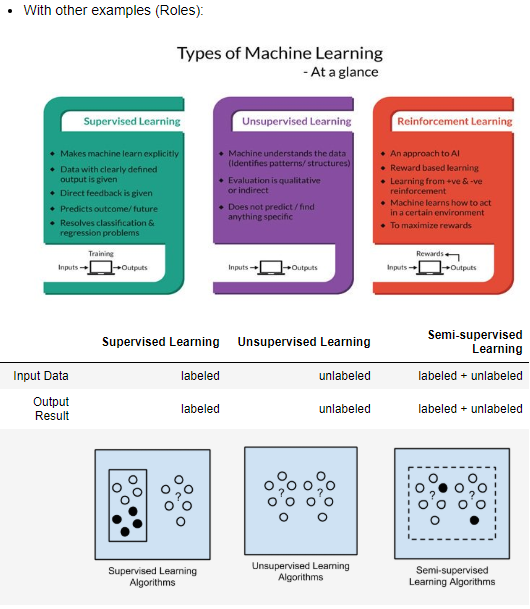 With other examples (Roles):
Types of Machine Learning
- At a glance
Supervised Learning
Makes machine learn explicitly
Data with clearly defined
output is given
Direct feedback is given
Predicts outcome/ future
Resolves classification &
regression problems
Training
Inputs
Outputs
Unsupervised Learning
Machine understands the data
(Identifies patterns/ structures)
Evaluation is qualitative
or indirect
Does not predict / find
anything specific
Inputs
Outputs
Reinforcement Learning
An approach to AI
Reward based learning
Learning from +ve & -ve
reinforcement
Machine learns how to act
in a certain environment
To maximize rewards
Rewards
Inputs
Outputs
Supervised Learning Unsupervised Learning Semi-supervised
Learning
Input Data labeled unlabeled labeled + unlabeled
Output
Result labeled unlabeled labeled + unlabeled
?
Supervised Learning
Algorithms
? ?
Unsupervised Learning
Algorithms
? ?
Semi-supervised
Learning Algorithms